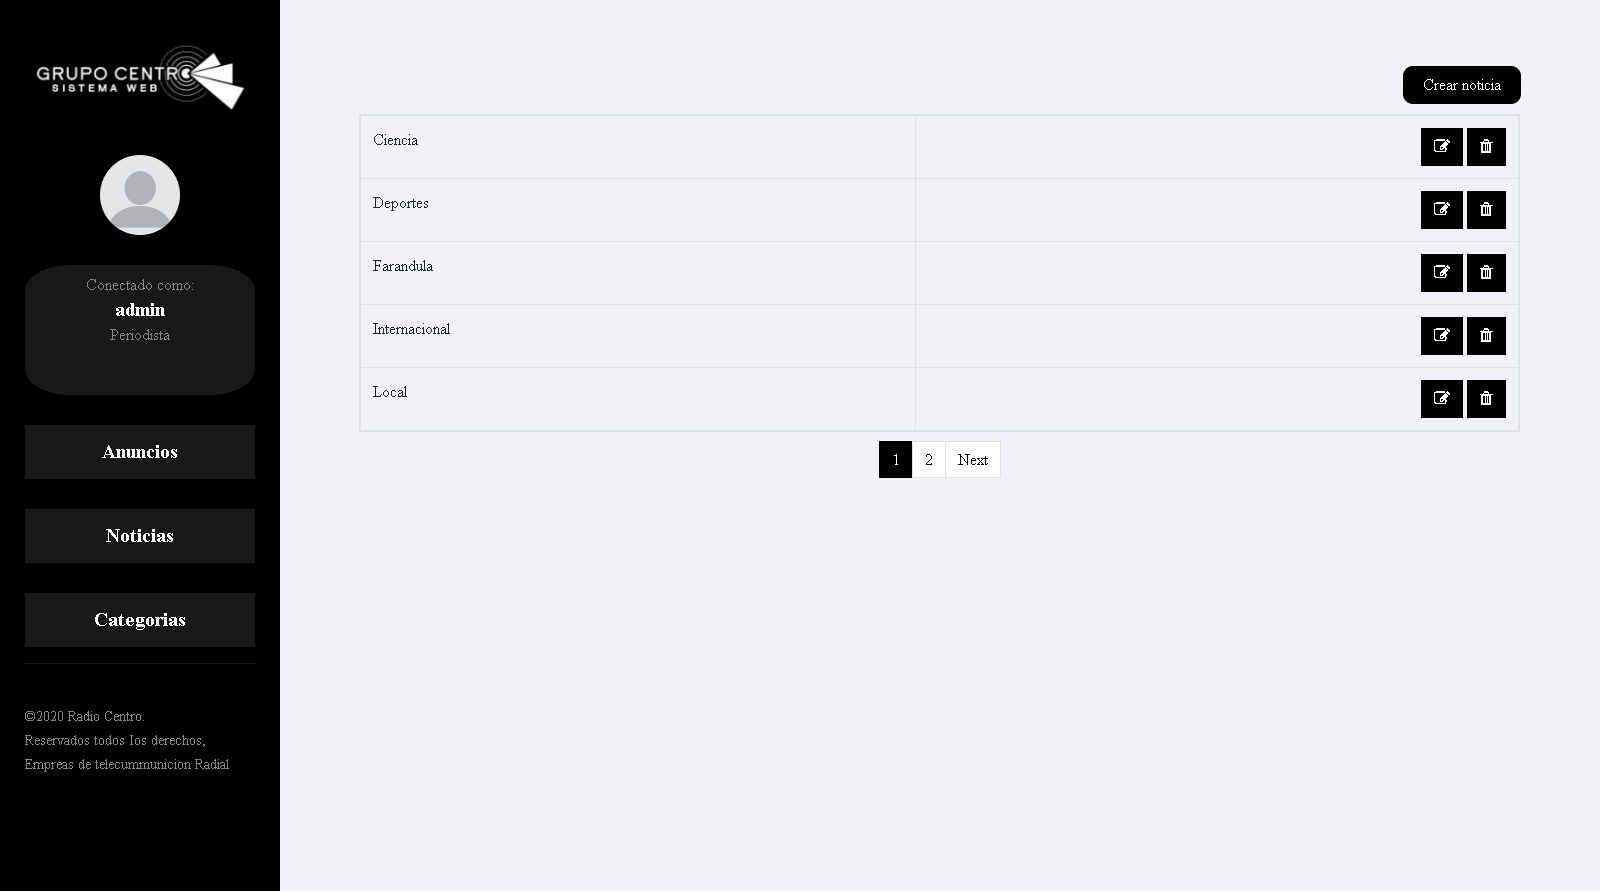 GRUPO CENTRO
SISTEMA WEB
Conectado como:
admin
Periodista
Anuncios
Noticias
Categorias
©2020 Radio Centro.
Reservados todos los derechos,
Empreas de telecummunicion Radial
Crear noticia
Ciencia
Deportes
Farandula
Internacional
Local
1 2 Next